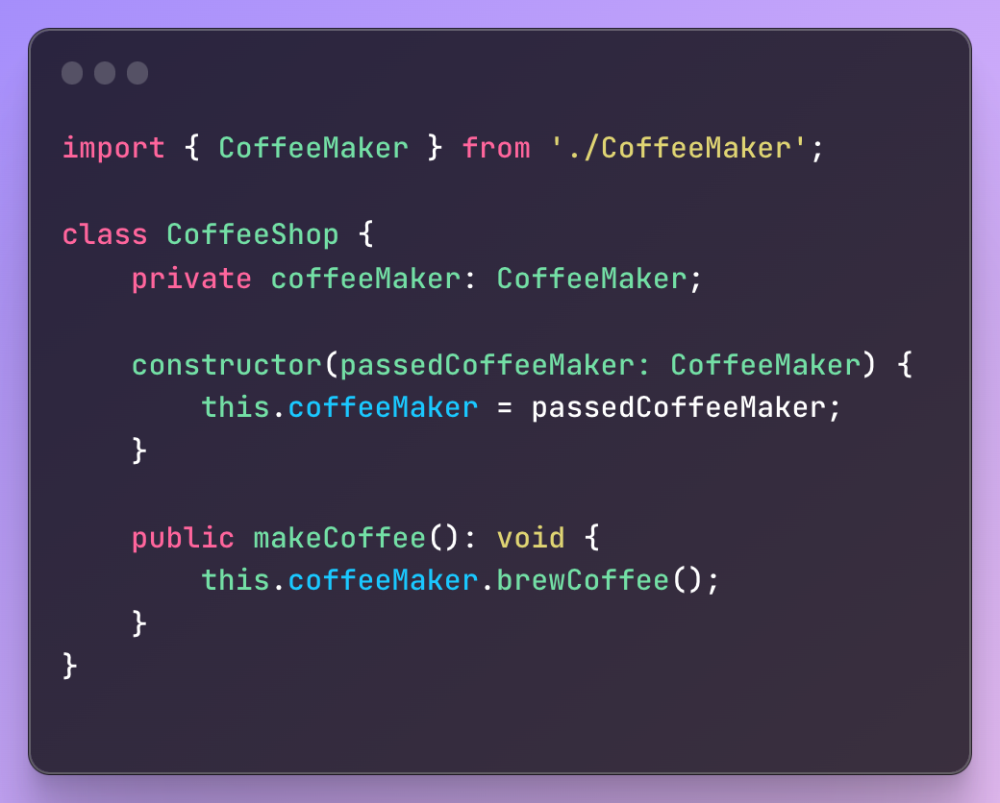 import { CoffeeMaker } from './CoffeeMaker';
class CoffeeShop {
    private coffeeMaker: CoffeeMaker;
    constructor(passedCoffeeMaker: CoffeeMaker) {
        this.coffeeMaker = passedCoffeeMaker;
    }
    public makeCoffee(): void {
        this.coffeeMaker.brewCoffee();
    }
}